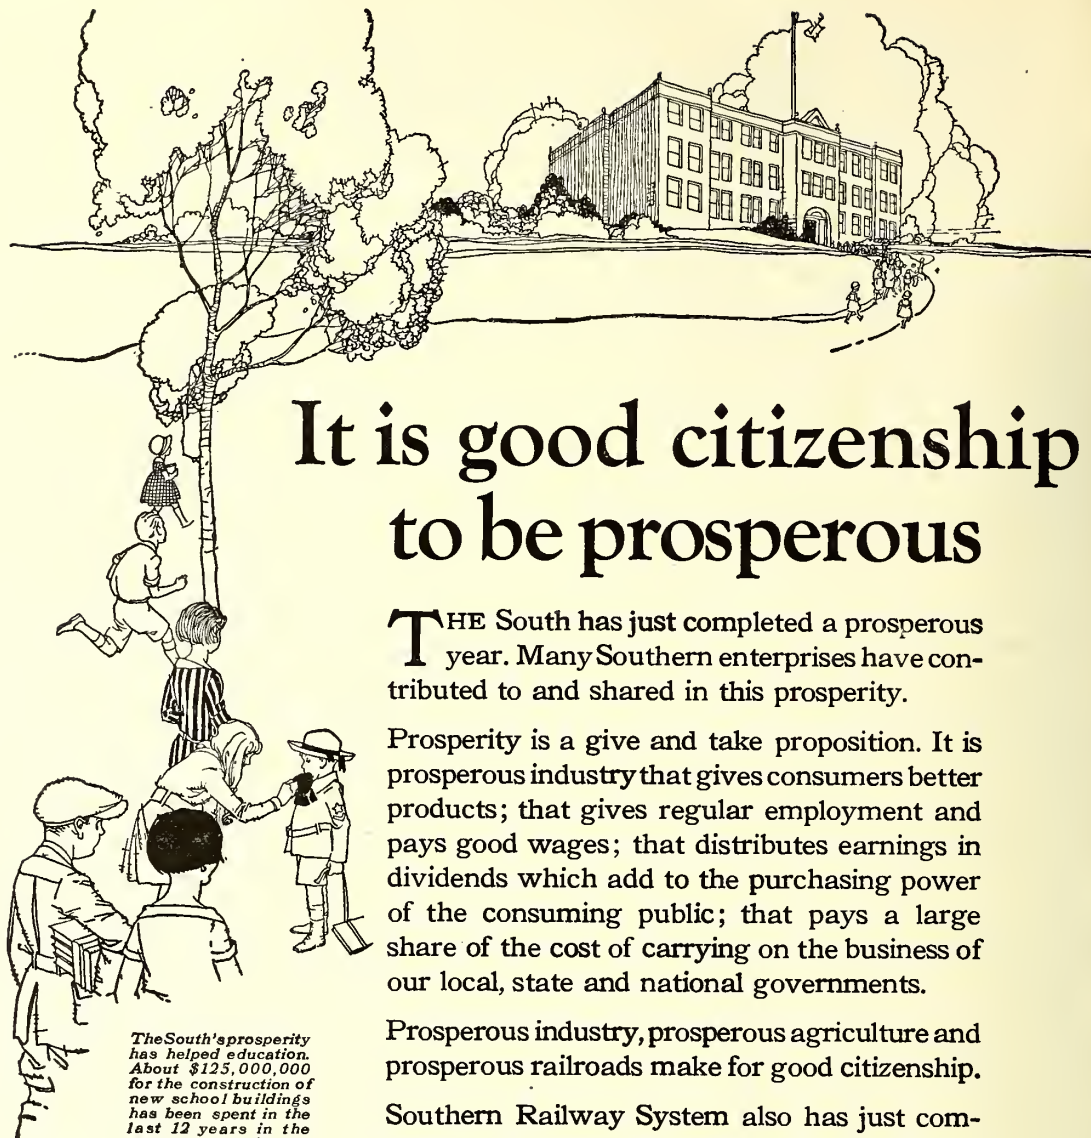 It is good citizenship
to be prosperous
THE South has just completed a prosperous
year. Many Southern enterprises have con-
tributed to and shared in this prosperity.
Prosperity is a give and take proposition. It is
prosperous industry that gives consumers better
products; that gives regular employment and
pays good wages; that distributes earnings in
dividends which add to the purchasing power
of the consuming public; that pays a large
share of the cost of carrying on the business of
our local, state and national governments.
Prosperous industry, prosperous agriculture and
prosperous railroads make for good citizenship.
Southern Railway System also has just com-
The South's prosperity
has helped education.
About $125,000,000
for the construction of
new school buildings
has been spent in the
last 12 years in the